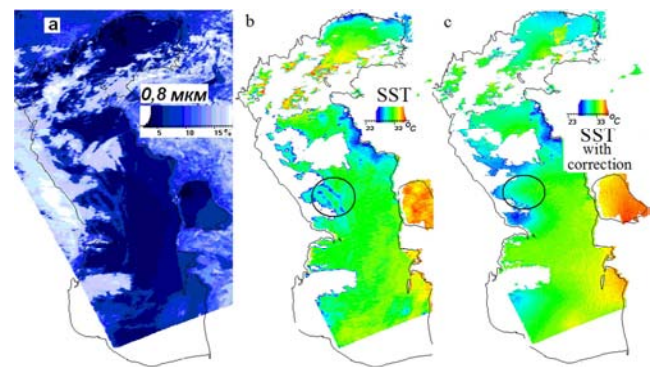 a
0,8 мкм
5 10 15 %
b
SST
23 33 °C
c
23 33 °C
SST
with
correction